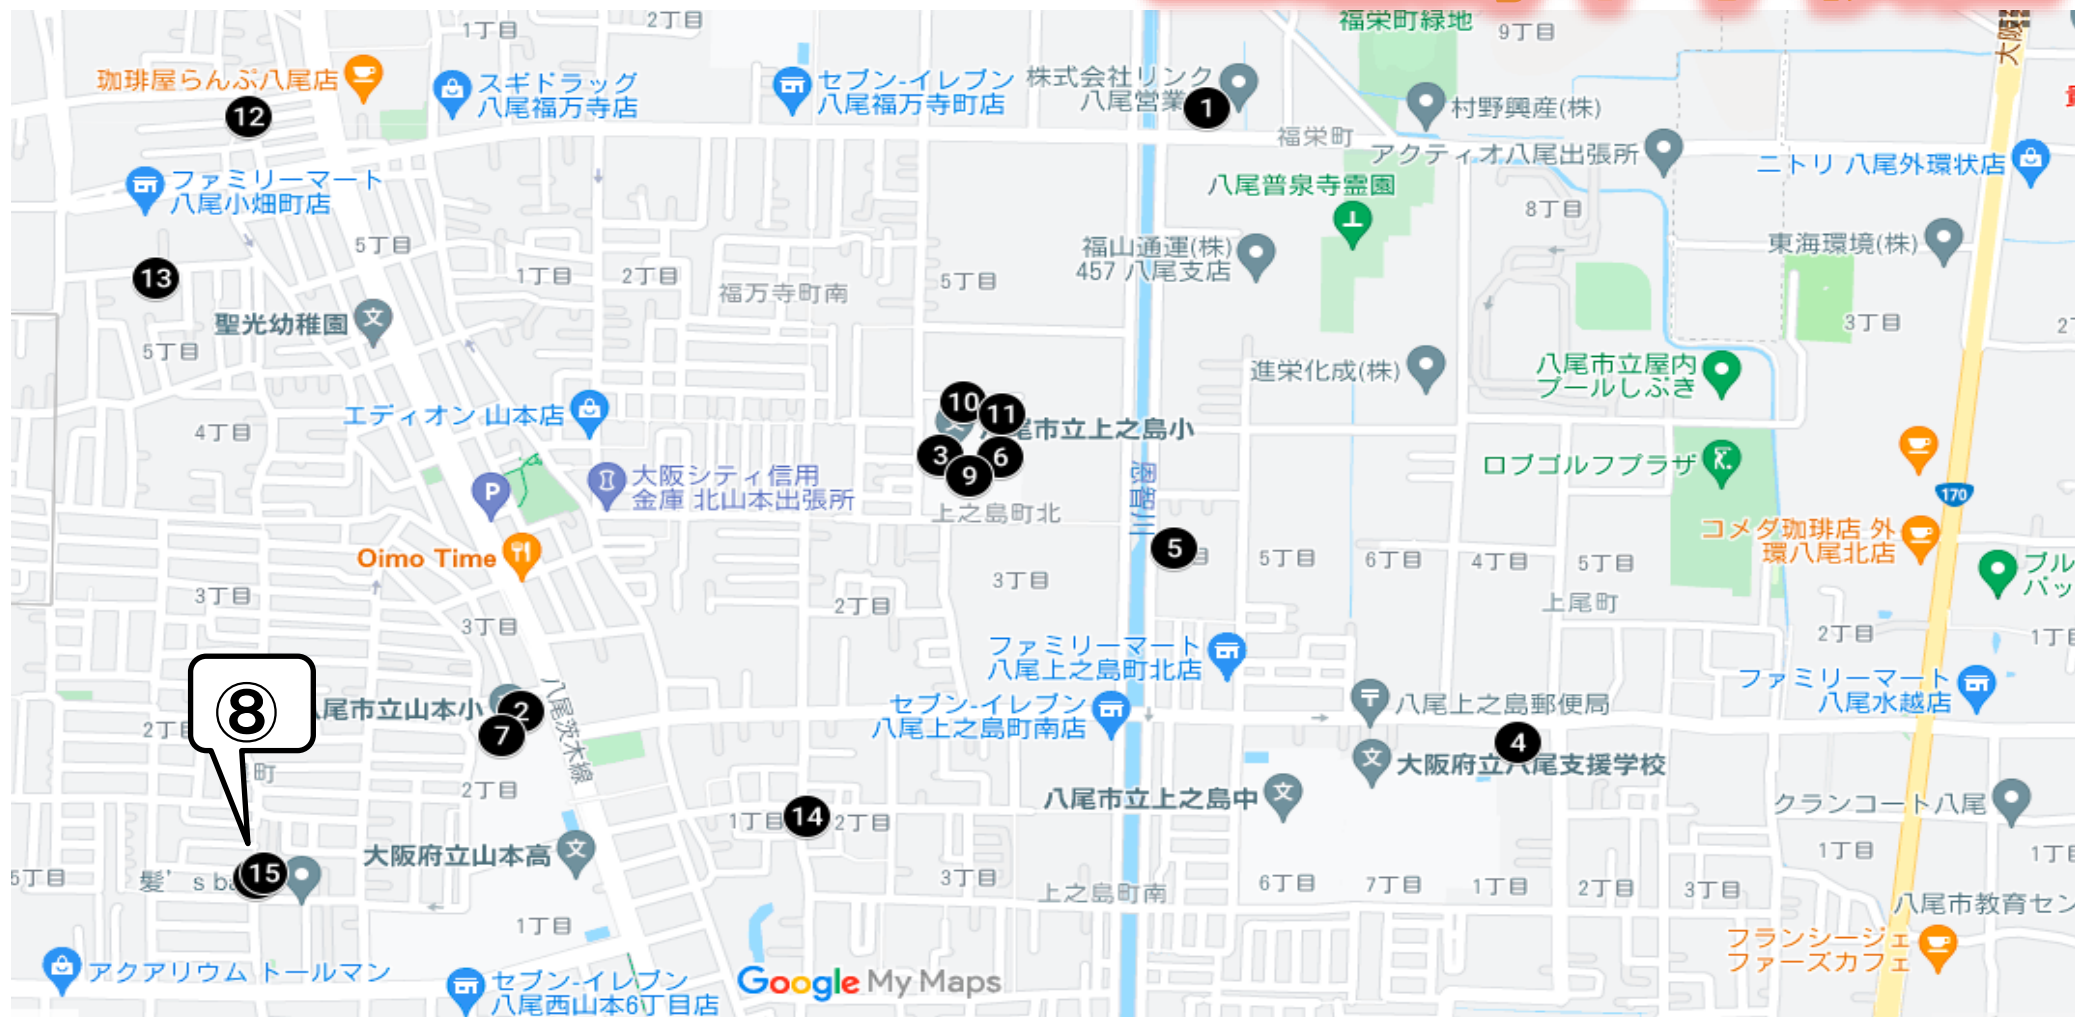 1丁目
2丁目
福栄町緑地
9丁目
珈琲屋らんぷ八尾店
スギドラッグ
八尾福万寺店
セブン-イレブン
八尾福万寺町店
株式会社リンク
八尾営業
1
村野興産(株)
12
福栄町
アクティオ八尾出張所
ニトリ 八尾外環状店
ファミリーマート
八尾小畑町店
八尾普泉寺霊園
8丁目
5丁目
福山通運(株)
457 八尾支店
東海環境(株)
13
1丁目
2丁目
福万寺町南
5丁目
聖光幼稚園
3丁目
5丁目
進栄化成(株)
八尾市立屋内
プールしぶき
エディオン 山本店
10
11
八尾市立上之島小
4丁目
3
6
9
大阪シティ信用
金庫 北山本出張所
P
ロブゴルフプラザ
恩智川
170
上之島町北
コメダ珈琲店 外
環八尾北店
Oimo Time
5
5丁目
6丁目
4丁目
5丁目
3丁目
ブル
パッ
3丁目
2丁目
上尾町
3丁目
2丁目
1丁目
ファミリーマート
八尾上之島町北店
ファミリーマート
八尾水越店
⑧
尾市立山本小
2
7
八尾茨木線
セブン-イレブン
八尾上之島町南店
八尾上之島郵便局
4
大阪府立八尾支援学校
町
2丁目
八尾市立上之島中
クランコート八尾
14
1丁目
2丁目
大阪府立山本高
1丁目
1丁目
5丁目
髪’s ba
15
3丁目
上之島町南
6丁目
7丁目
1丁目
2丁目
3丁目
八尾市教育セン
1丁目
フランシージェ
ファーズカフェ
アクアリウム トールマン
セブン-イレブン
八尾西山本6丁目店
Google My Maps